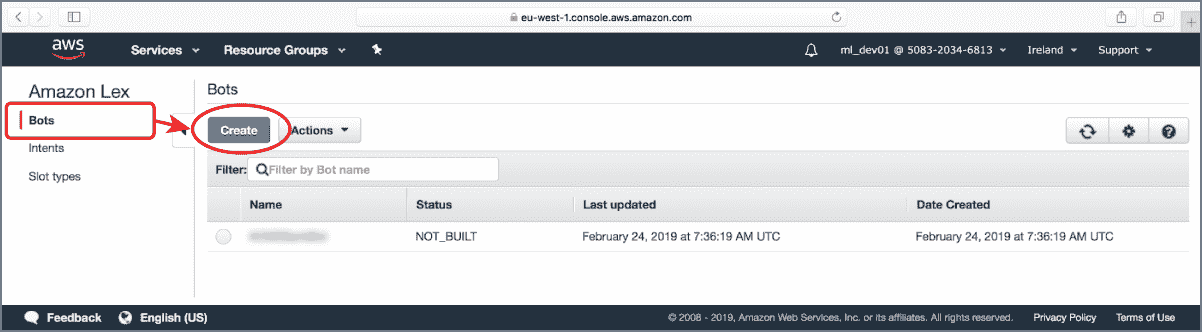 eu-west-1.console.aws.amazon.com
aws Services Resource Groups ml_dev01 @ 5083-2034-6813 Ireland Support
Amazon Lex
Bots
Intents
Slot types
Bots
Create Actions
Filter: Filter by Bot name
Name Status Last updated Date Created
NOT_BUILT February 24, 2019 at 7:36:19 AM UTC February 24, 2019 at 7:36:19 AM UTC
Feedback English (US) © 2008 - 2019, Amazon Web Services, Inc. or its affiliates. All rights reserved. Privacy Policy Terms of Use